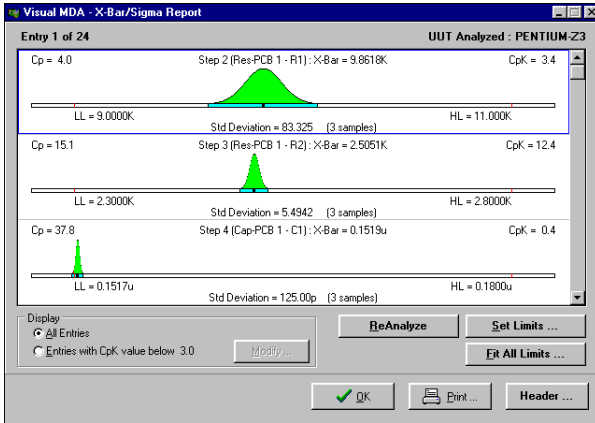 Visual MDA - X-Bar/Sigma Report
Entry 1 of 24 UUT Analyzed : PENTIUM-Z3
Cp = 4.0 Step 2 (Res-PCB 1 - R1) : X-Bar = 9.8618K CpK = 3.4
LL = 9.0000K HL = 11.000K
Std Deviation = 83.325 (3 samples)
Cp = 15.1 Step 3 (Res-PCB 1 - R2) : X-Bar = 2.5051K CpK = 12.4
LL = 2.3000K HL = 2.8000K
Std Deviation = 5.4942 (3 samples)
Cp = 37.8 Step 4 (Cap-PCB 1 - C1) : X-Bar = 0.1519u CpK = 0.4
LL = 0.1517u HL = 0.1800u
Std Deviation = 125.00p (3 samples)
Display
All Entries
Entries with CpK value below 3.0
Modify ...
ReAnalyze
Set Limits ...
Fit All Limits ...
OK
Print ...
Header ...